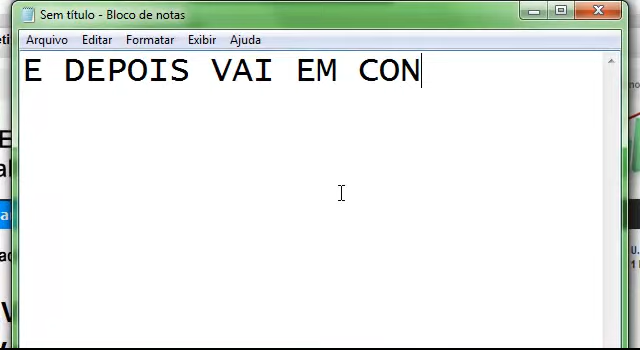 Sem título - Bloco de notas
Arquivo Editar Formatar Exibir Ajuda
E DEPOIS VAI EM CON